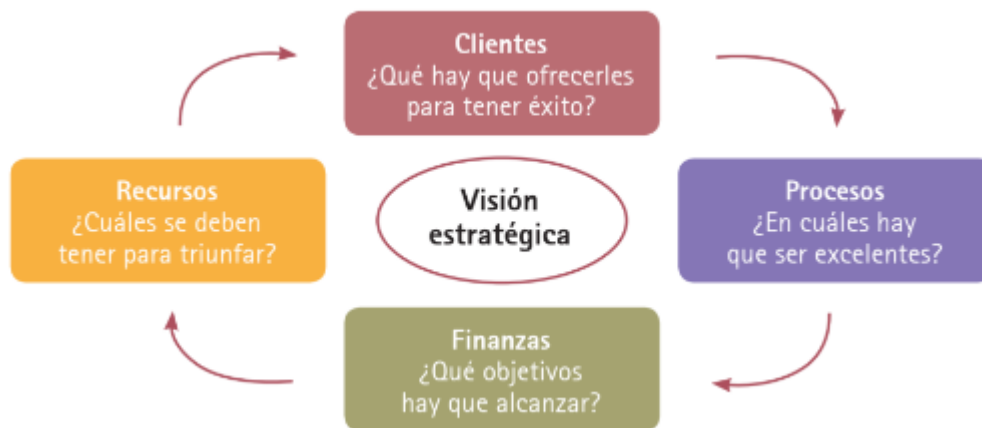 Clientes
¿Qué hay que ofrecerles
para tener éxito?
Recursos
¿Cuáles se deben
tener para triunfar?
Visión
estratégica
Procesos
¿En cuáles hay
que ser excelentes?
Finanzas
¿Qué objetivos
hay que alcanzar?